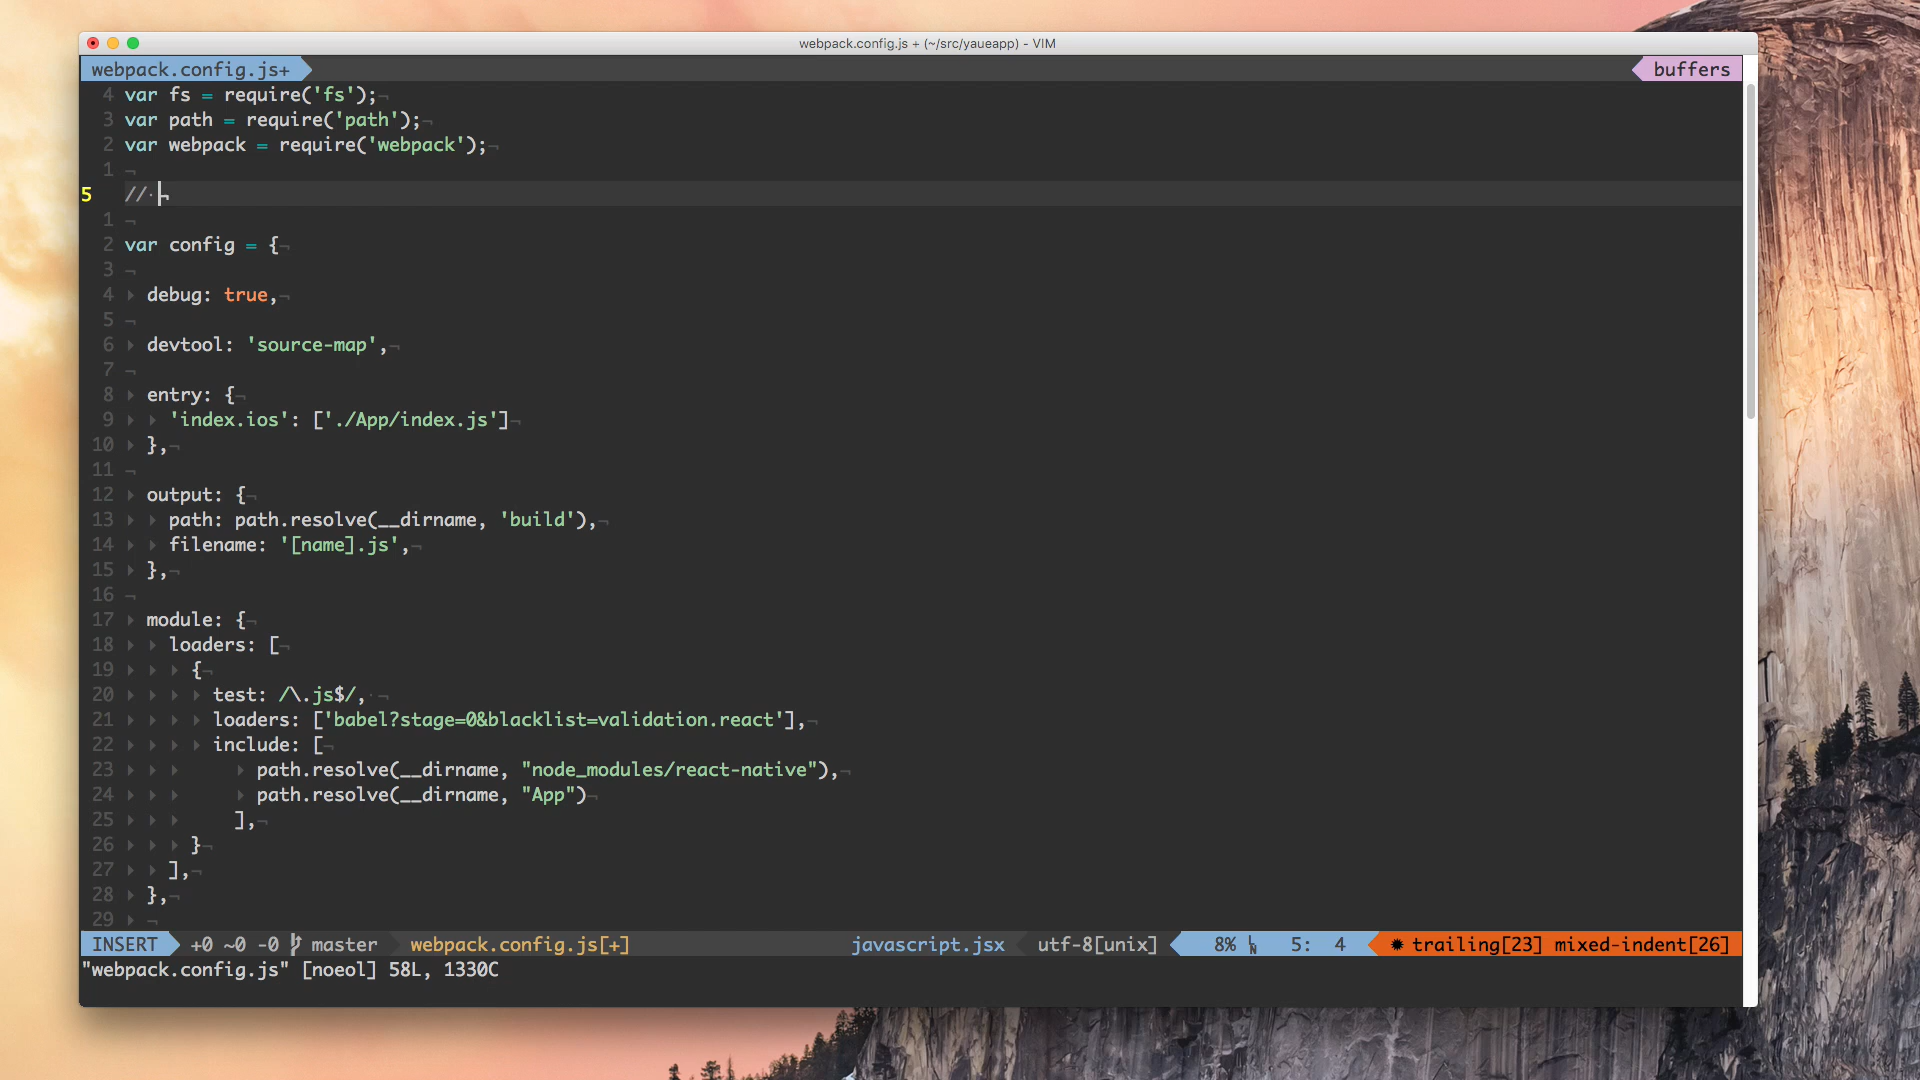 webpack.config.js + (~/src/yaueapp) - VIM
webpack.config.js+ buffers
4 var fs = require('fs');¬
3 var path = require('path');¬
2 var webpack = require('webpack');¬
1 ¬
5 //· ¬
1 ¬
2 var config = {¬
3 ¬
4 ▸ debug: true,¬
5 ¬
6 ▸ devtool: 'source-map',¬
7 ¬
8 ▸ entry: {¬
9 ▸ ▸ 'index.ios': ['./App/index.js']¬
10 ▸ },¬
11 ¬
12 ▸ output: {¬
13 ▸ ▸ path: path.resolve(__dirname, 'build'),¬
14 ▸ ▸ filename: '[name].js',¬
15 ▸ },¬
16 ¬
17 ▸ module: {¬
18 ▸ ▸ loaders: [¬
19 ▸ ▸ ▸ {¬
20 ▸ ▸ ▸ ▸ test: /\.js$/,·¬
21 ▸ ▸ ▸ ▸ loaders: ['babel?stage=0&blacklist=validation.react'],¬
22 ▸ ▸ ▸ ▸ include: [¬
23 ▸ ▸ ▸ ▸ path.resolve(__dirname, "node_modules/react-native"),¬
24 ▸ ▸ ▸ ▸ path.resolve(__dirname, "App")¬
25 ▸ ▸ ▸ ],¬
26 ▸ ▸ ▸ }¬
27 ▸ ▸ ],¬
28 ▸ },¬
29 ▸ ¬
INSERT +0 ~0 -0 master webpack.config.js[+] javascript.jsx utf-8[unix] 8% 5: 4 ✹ trailing[23] mixed-indent[26]
"webpack.config.js" [noeol] 58L, 1330C